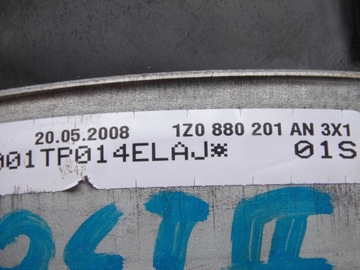 20.05.2008 1Z0 880 201 AN 3X1
001TP014ELAJ* 01S